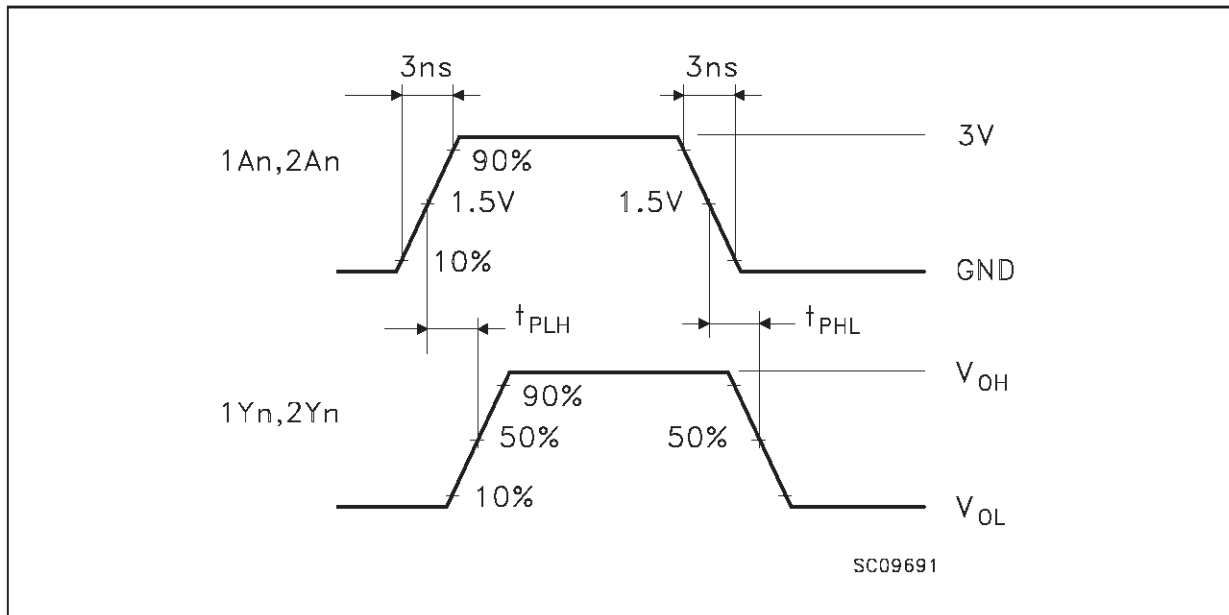 3ns 3ns
3V
1An,2An
90%
1.5V 1.5V
10%
GND
tPLH tPHL
VOH
1Yn,2Yn
90%
50% 50%
10%
VOL
SC09691